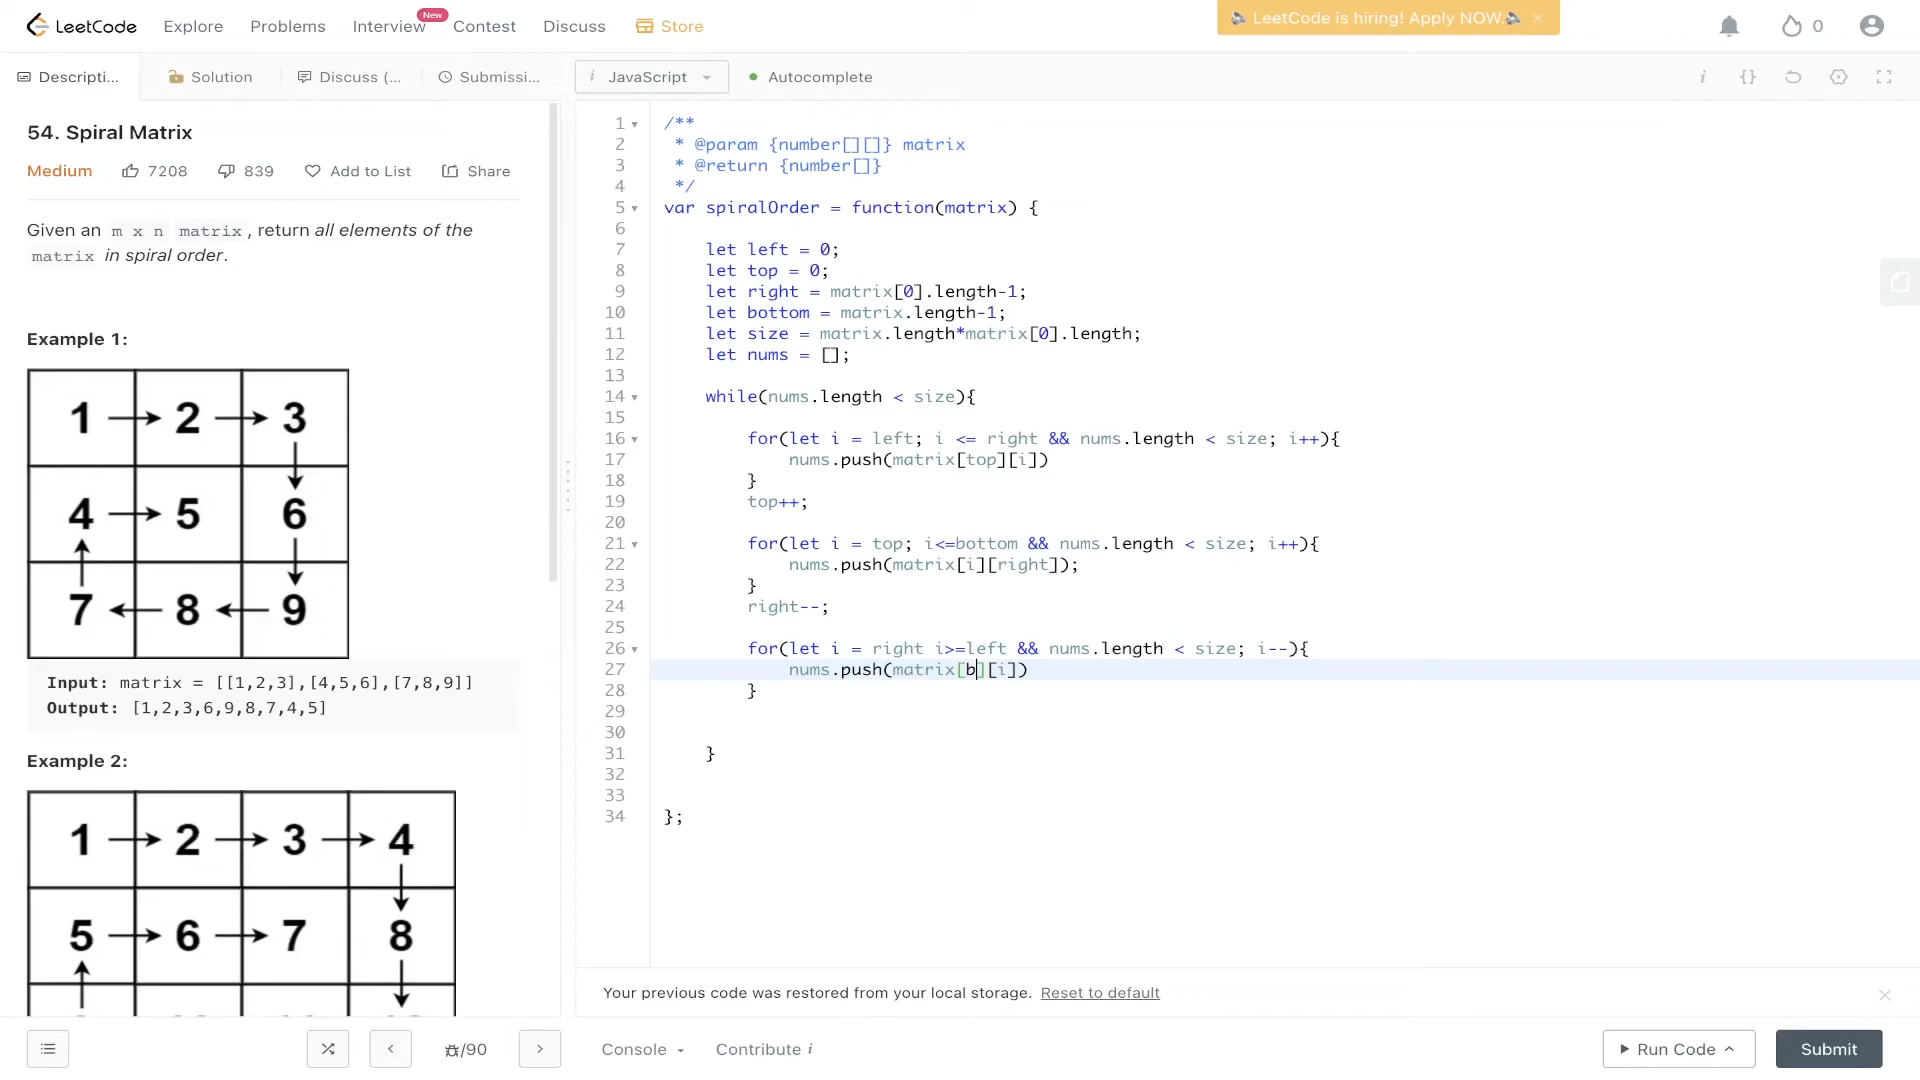 LeetCode
Explore
Problems
Interview
New
Contest
Discuss
Store
LeetCode is hiring! Apply NOW.
0
Descripti...
Solution
Discuss (...
Submissi...
i JavaScript
Autocomplete
i
{}
54. Spiral Matrix
Medium
7208
839
Add to List
Share
Given an m x n matrix, return all elements of the
matrix in spiral order.
Example 1:
1 2 3
4 5 6
7 8 9
Input: matrix = [[1,2,3],[4,5,6],[7,8,9]]
Output: [1,2,3,6,9,8,7,4,5]
Example 2:
1 2 3 4
5 6 7 8
1 /**
2 * @param {number[][]} matrix
3 * @return {number[]}
4 */
5 var spiralOrder = function(matrix) {
6
7 let left = 0;
8 let top = 0;
9 let right = matrix[0].length-1;
10 let bottom = matrix.length-1;
11 let size = matrix.length*matrix[0].length;
12 let nums = [];
13
14 while(nums.length < size){
15
16 for(let i = left; i <= right && nums.length < size; i++){
17 nums.push(matrix[top][i])
18 }
19 top++;
20
21 for(let i = top; i<=bottom && nums.length < size; i++){
22 nums.push(matrix[i][right]);
23 }
24 right--;
25
26 for(let i = right i>=left && nums.length < size; i--){
27 nums.push(matrix[b][i])
28 }
29
30
31 }
32
33
34 };
Your previous code was restored from your local storage. Reset to default
/90
Console
Contribute i
Run Code
Submit